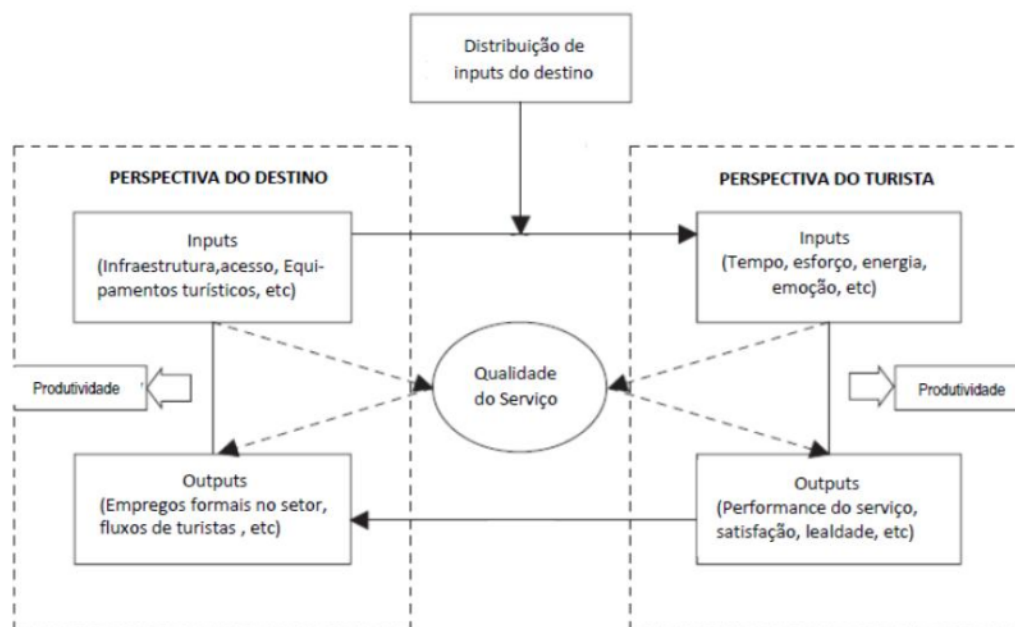 Distribuição de
inputs do destino
PERSPECTIVA DO DESTINO
Inputs
(Infraestrutura,acesso, Equi-
pamentos turísticos, etc)
Produtividade
Outputs
(Empregos formais no setor,
fluxos de turistas , etc)
Qualidade
do Serviço
PERSPECTIVA DO TURISTA
Inputs
(Tempo, esforço, energia,
emoção, etc)
Produtividade
Outputs
(Performance do serviço,
satisfação, lealdade, etc)